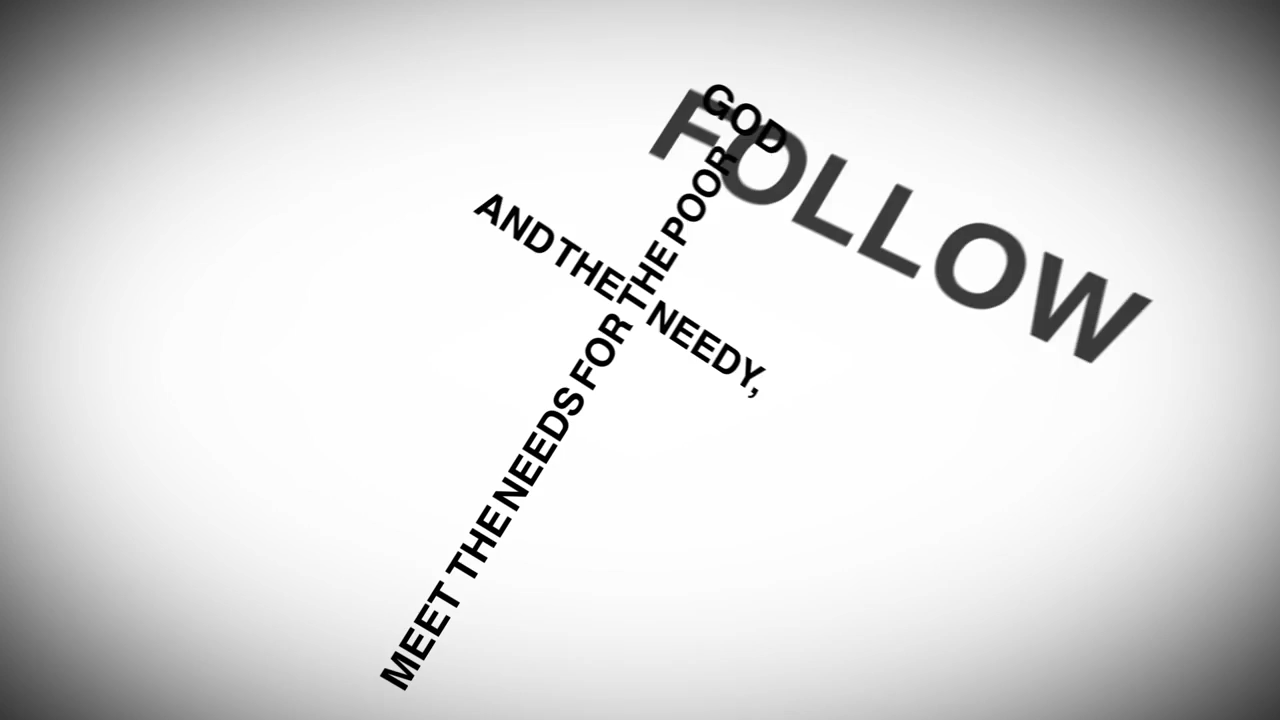 MEET THE NEEDS FOR THE POOR
AND THE NEEDY,
GOD
FOLLOW